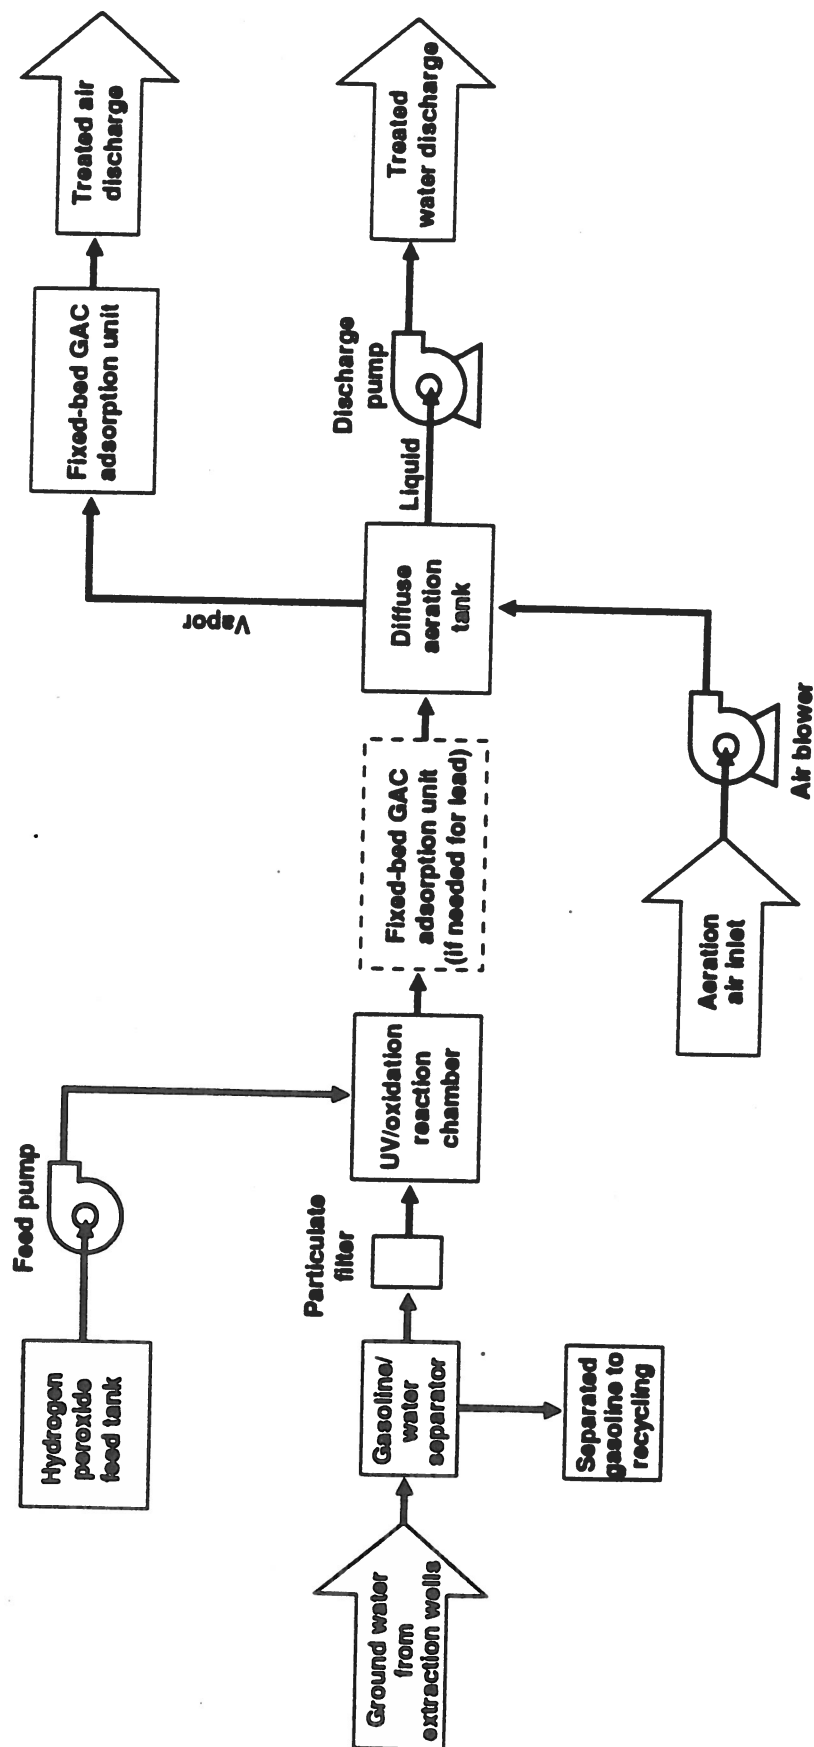 Hydrogen
peroxide
feed tank
Feed pump
Fixed-bed GAC
adsorption unit
Treated air
discharge
Vapor
Ground water
from
extraction wells
Gasoline/
water
separator
Particulate
filter
UV/oxidation
reaction
chamber
Fixed-bed GAC
adsorption unit
(if needed for lead)
Diffuse
aeration
tank
Liquid
Discharge
pump
Treated
water discharge
Separated
gasoline to
recycling
Aeration
air inlet
Air blower